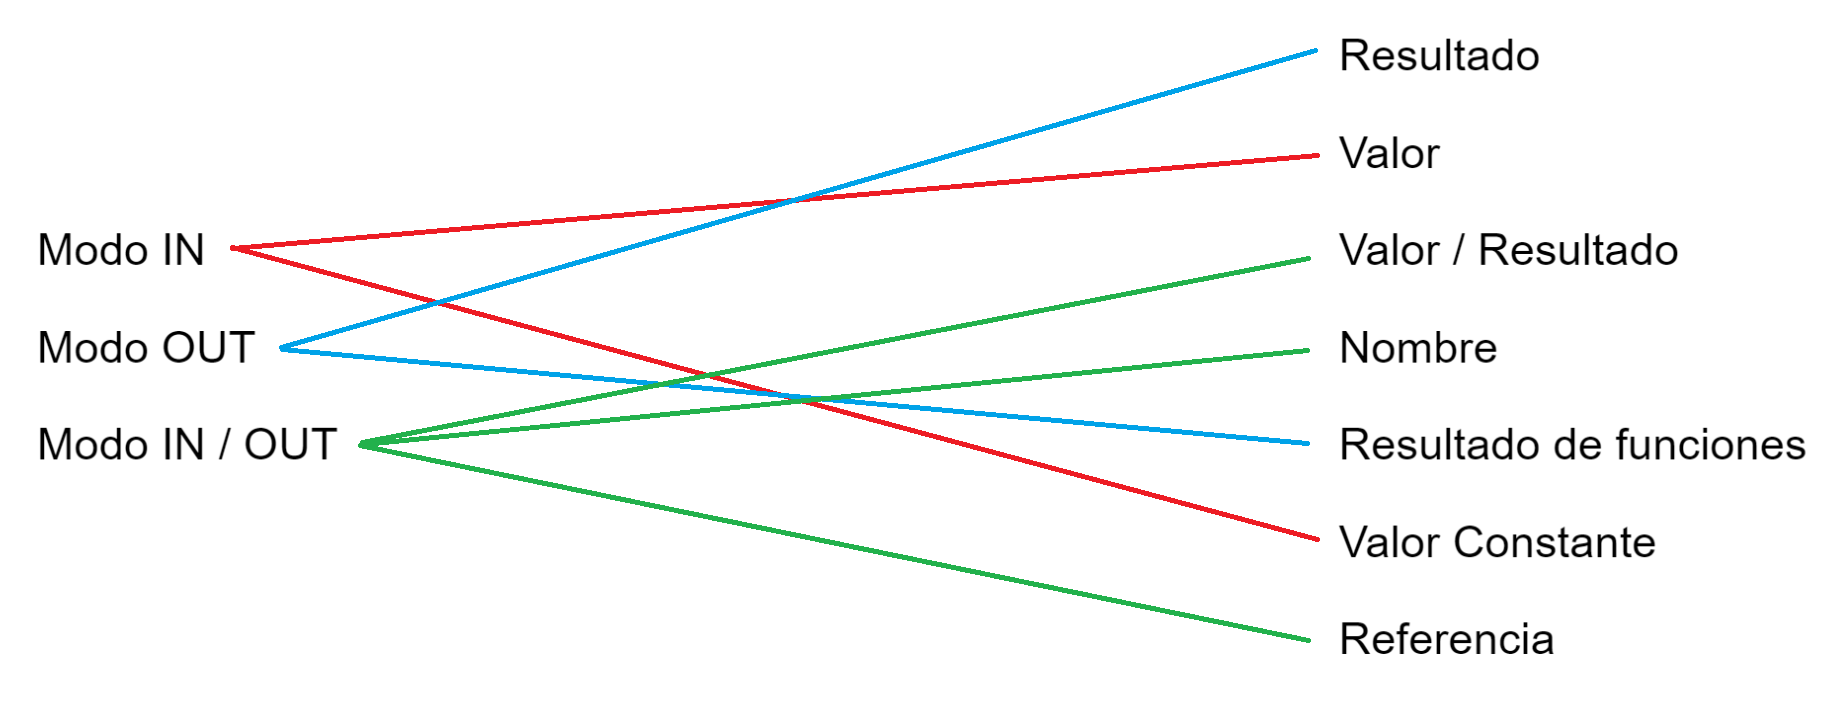 Modo IN
Modo OUT
Modo IN / OUT
Resultado
Valor
Valor / Resultado
Nombre
Resultado de funciones
Valor Constante
Referencia